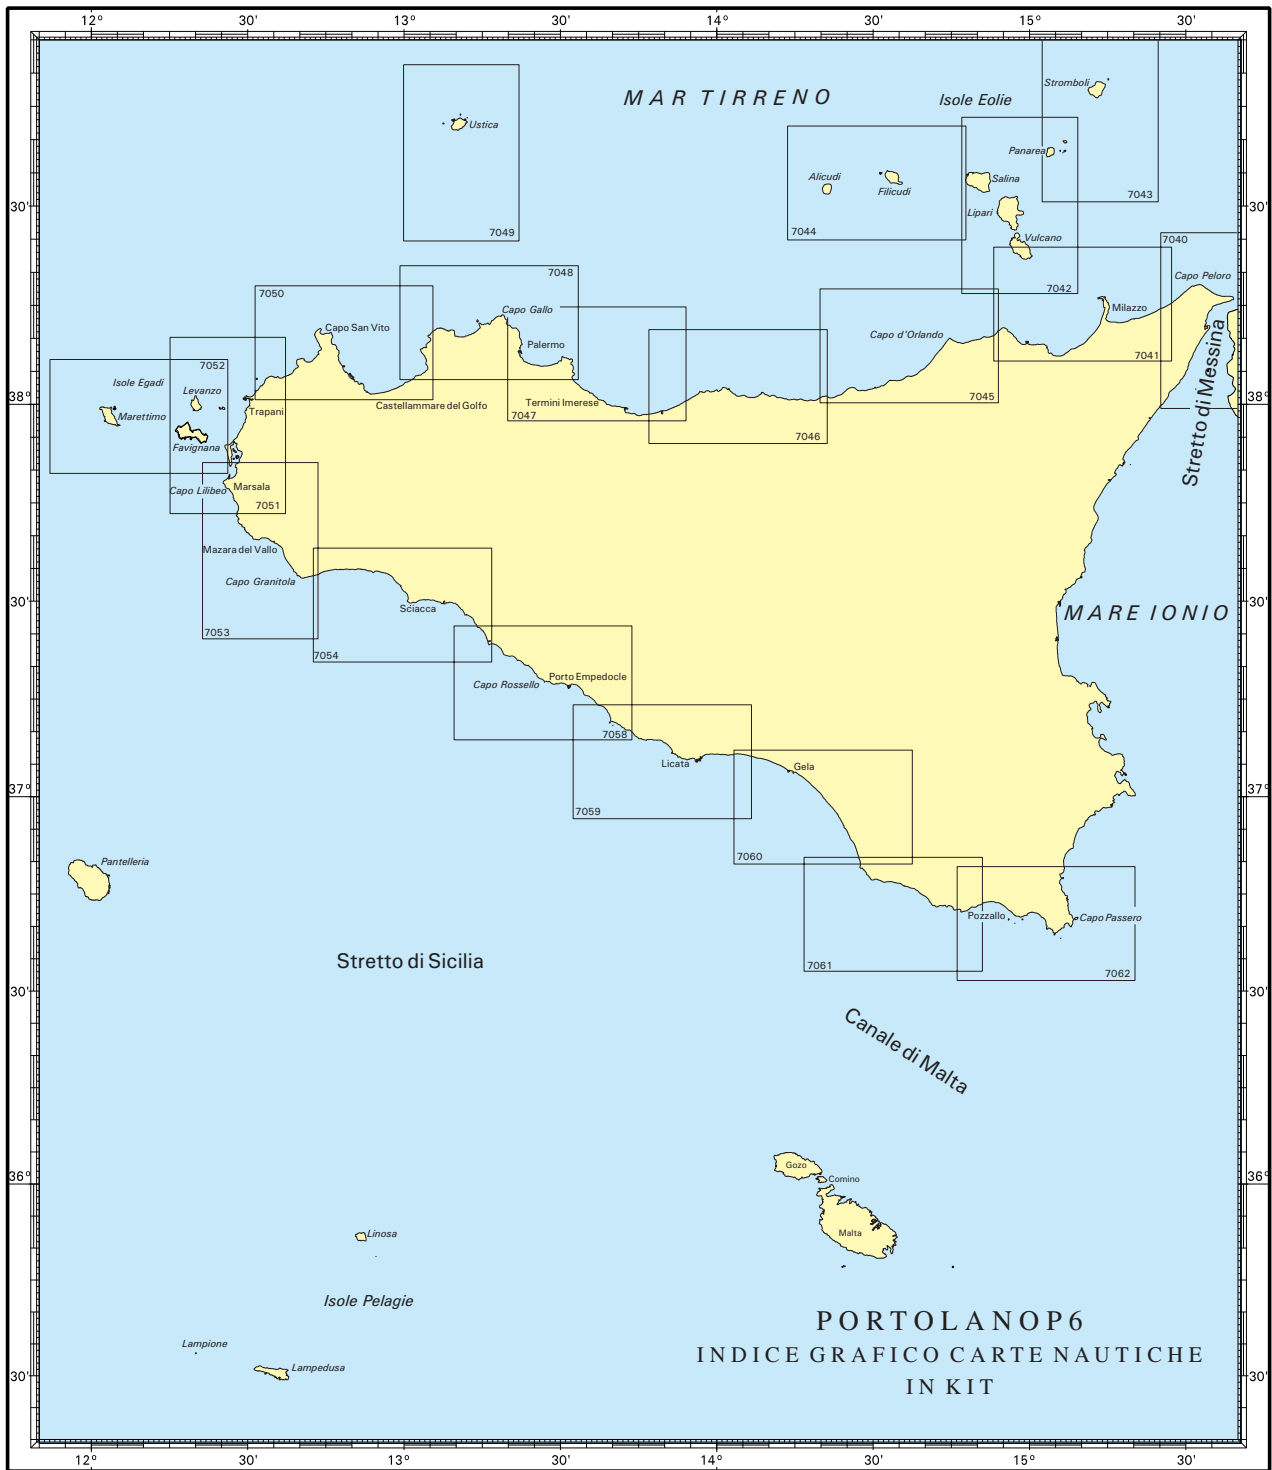 12° 30' 13° 30' 14° 30' 15° 30'
MAR TIRRENO
Isole Eolie
Stromboli
Ustica
Panarea
Alicudi
Filicudi
Salina
30'
30'
7043
Lipari
7049
7044
Vulcano
7040
7048
Capo Peloro
7050
7042
Capo Gallo
Milazzo
Capo San Vito
Capo d'Orlando
Palermo
7041
7052
Stretto di Messina
Isole Egadi
Levanzo
38°
38°
Marettimo
Trapani
Castellammare del Golfo
Termini Imerese
7045
7047
7046
Favignana
Capo Lilibeo
Marsala
7051
Mazara del Vallo
Capo Granitola
30'
30'
Sciacca
MARE IONIO
7053
7054
Capo Rossello
Porto Empedocle
7058
Licata
Gela
37°
37°
7059
7060
Pantelleria
Pozzallo
Capo Passero
Stretto di Sicilia
7061
7062
30'
30'
Canale di Malta
36°
36°
Gozo
Comino
Linosa
Malta
Isole Pelagie
PORTOLANO P6
Lampione
INDICE GRAFICO CARTE NAUTICHE
Lampedusa
30'
30'
IN KIT
12° 30' 13° 30' 14° 30' 15° 30'